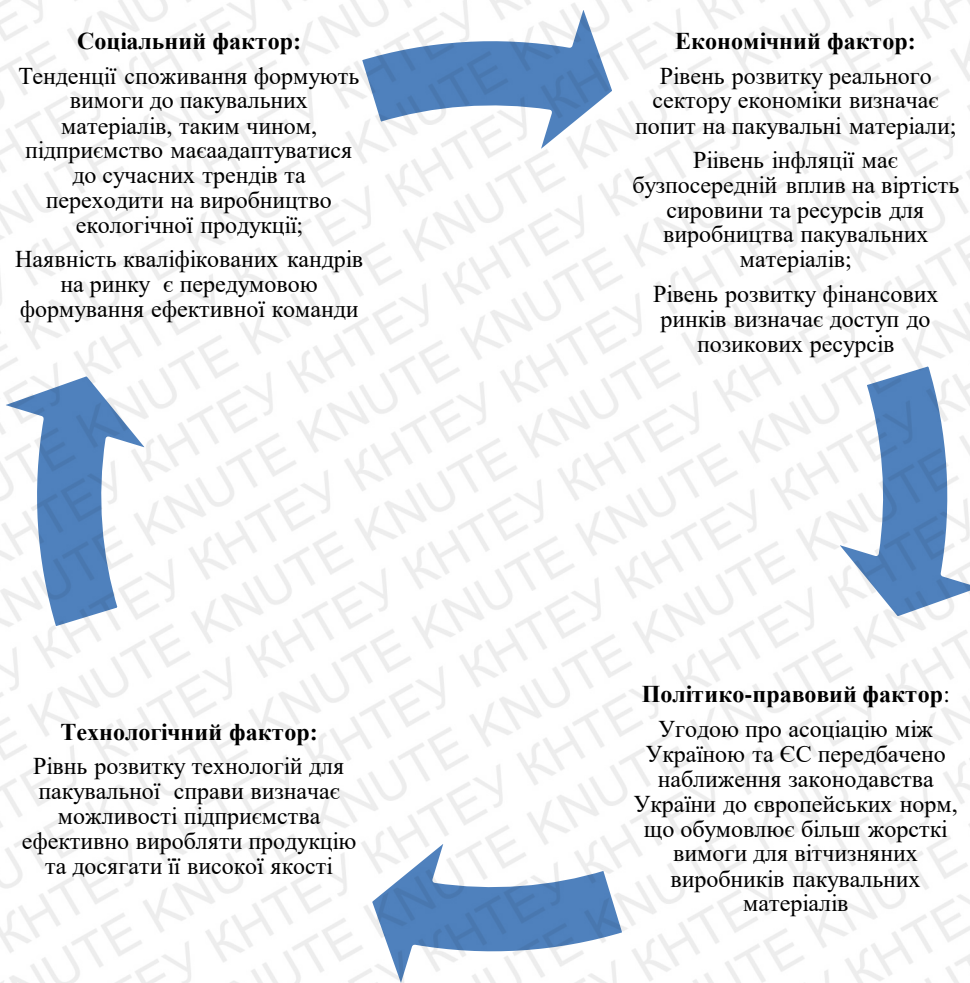 Соціальний фактор:
Тенденції споживання формують
вимоги до пакувальних
матеріалів, таким чином,
підприємство маєаадаптуватися
до сучасних трендів та
переходити на виробництво
екологічної продукції;
Наявність кваліфікованих кандрів
на ринку є передумовою
формування ефективної команди
Економічний фактор:
Рівень розвитку реального
сектору економіки визначає
попит на пакувальні матеріали;
Ріівень інфляції має
бузпосередній вплив на віртість
сировини та ресурсів для
виробництва пакувальних
матеріалів;
Рівень розвитку фінансових
ринків визначає доступ до
позикових ресурсів
Політико-правовий фактор:
Угодою про асоціацію між
Україною та ЄС передбачено
наближення законодавства
України до європейських норм,
що обумовлює більш жорсткі
вимоги для вітчизняних
виробників пакувальних
матеріалів
Технологічний фактор:
Рівнь розвитку технологій для
пакувальної справи визначає
можливості підприємства
ефективно виробляти продукцію
та досягати її високої якості